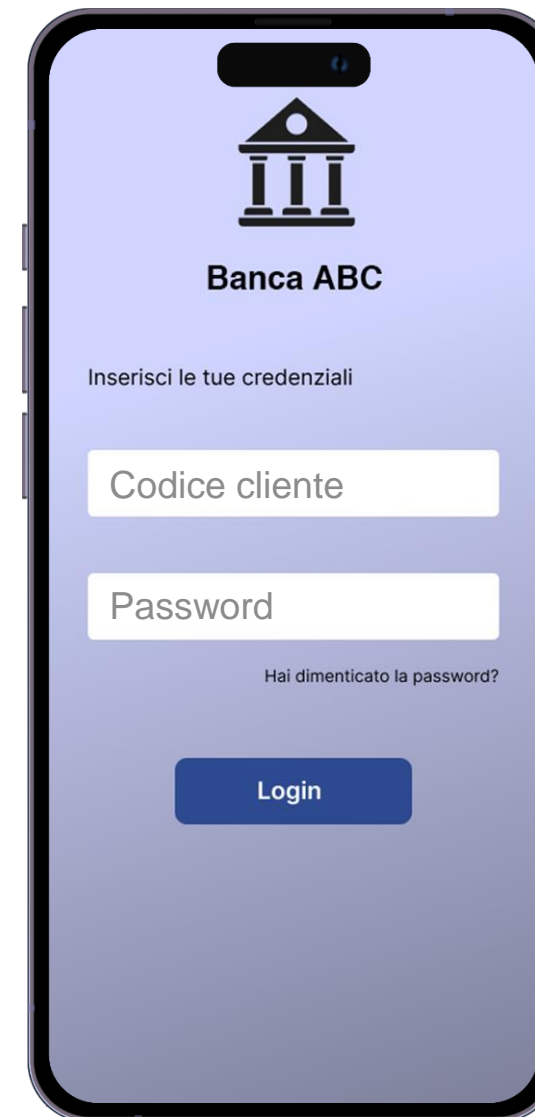 Banca ABC
Inserisci le tue credenziali
Codice cliente
Password
Hai dimenticato la password?
Login